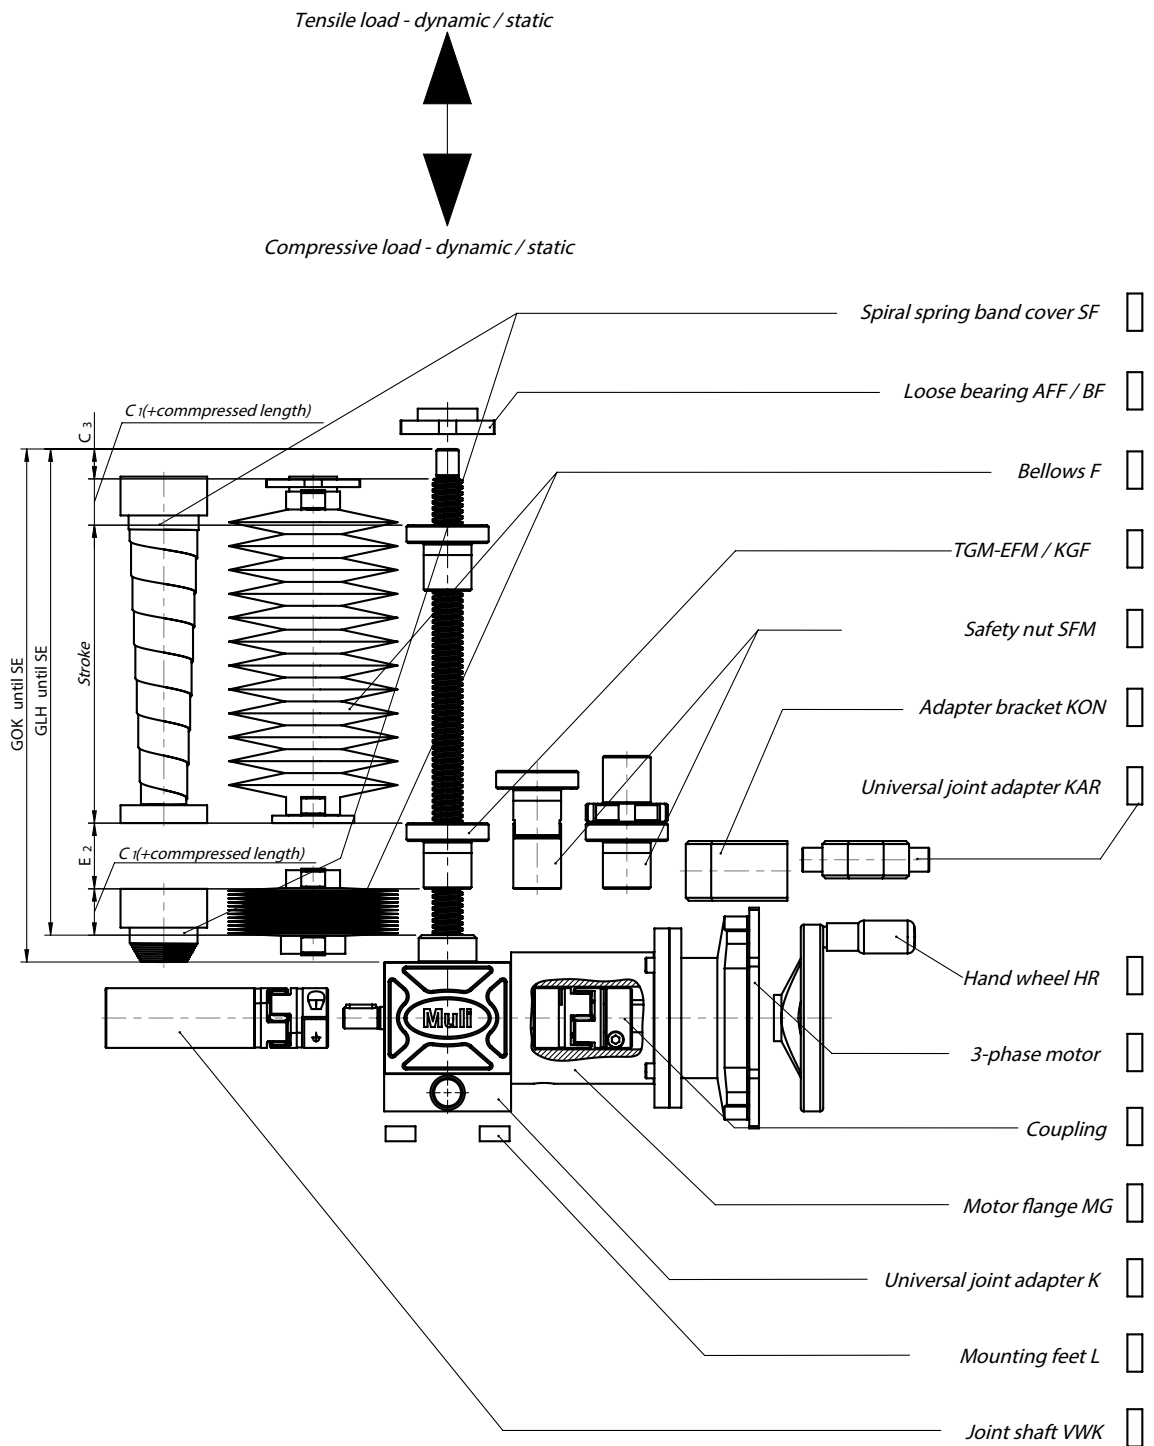 Tensile load - dynamic / static
Compressive load - dynamic / static
Spiral spring band cover SF
Loose bearing AFF / BF
C 1(+commpressed length)
C 3
Bellows F
TGM-EFM / KGF
Safety nut SFM
GOK until SE
GLH until SE
Stroke
Adapter bracket KON
Universal joint adapter KAR
E 2
C 1(+commpressed length)
Hand wheel HR
Muli
3-phase motor
Coupling
Motor flange MG
Universal joint adapter K
Mounting feet L
Joint shaft VWK